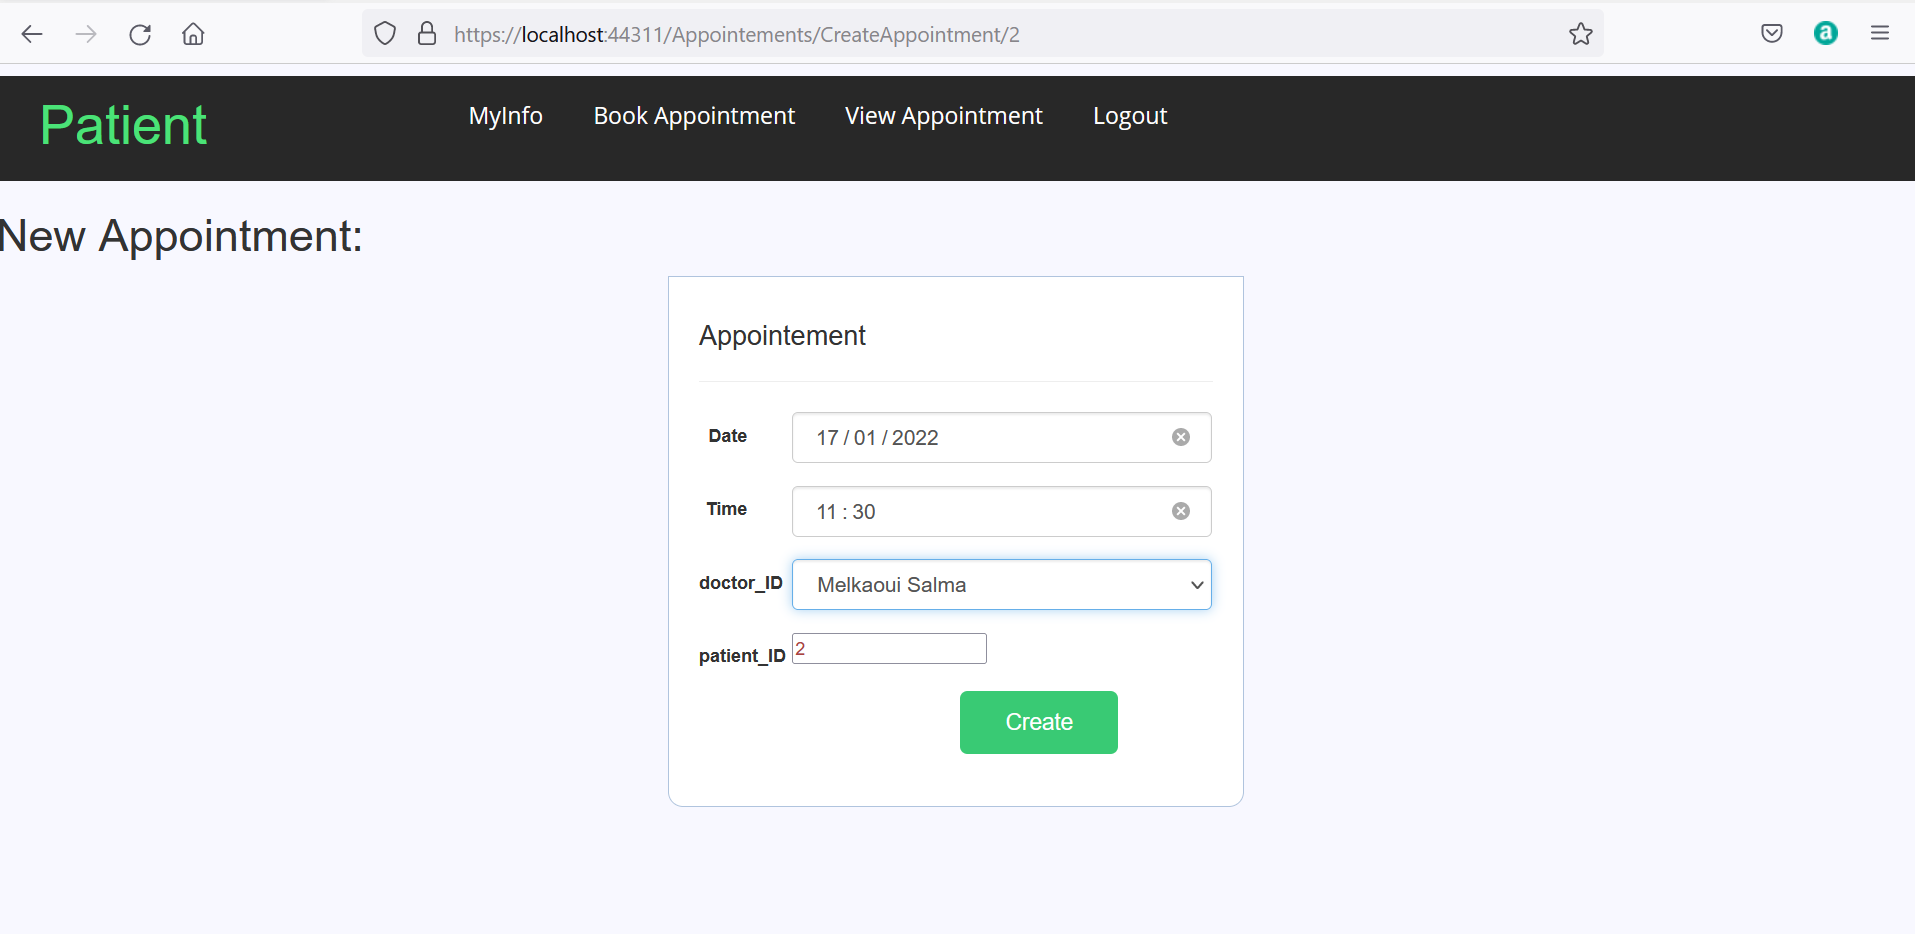 https://localhost:44311/Appointements/CreateAppointment/2
a
Patient
MyInfo Book Appointment View Appointment Logout
New Appointment:
Appointement
Date 17 / 01 / 2022
Time 11 : 30
doctor_ID Melkaoui Salma
patient_ID 2
Create